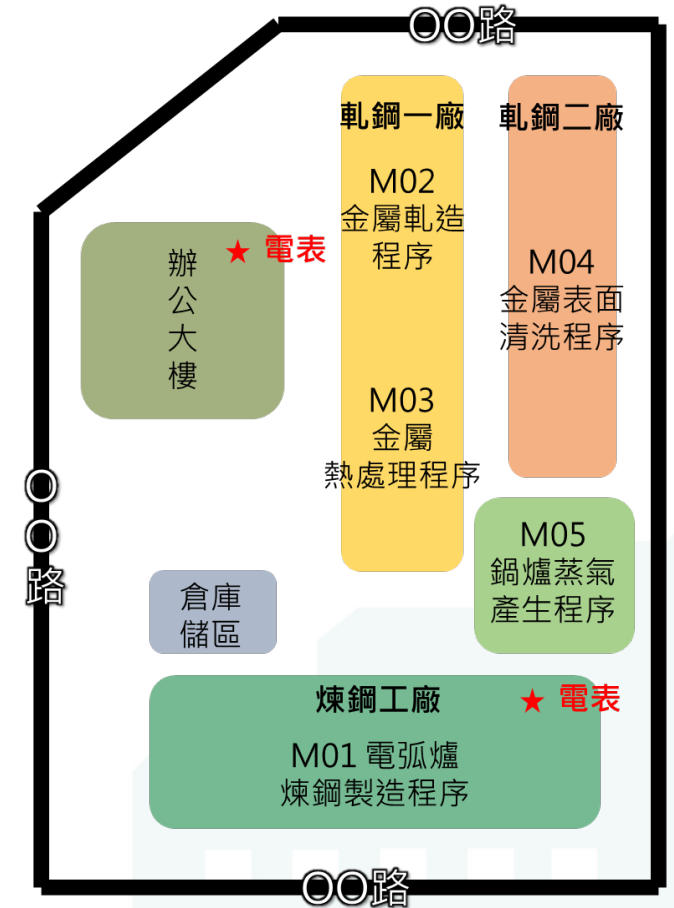 OO路
軋鋼一廠
M02
金屬軋造
程序
M03
金屬
熱處理程序
軋鋼二廠
M04
金屬表面
清洗程序
★ 電表
辦
公
大
樓
O
O
路
M05
鍋爐蒸氣
產生程序
倉庫
儲區
煉鋼工廠
★ 電表
M01 電弧爐
煉鋼製造程序
OO路